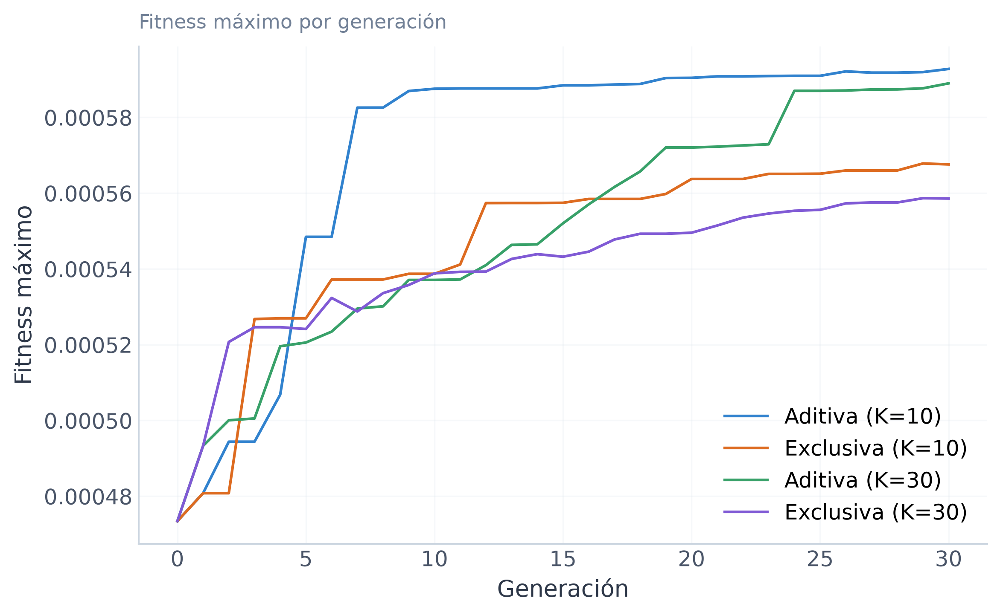 Fitness máximo por generación
Fitness máximo
0.00058
0.00056
0.00054
0.00052
0.00050
0.00048
Aditiva (K=10)
Exclusiva (K=10)
Aditiva (K=30)
Exclusiva (K=30)
0 5 10 15 20 25 30
Generación